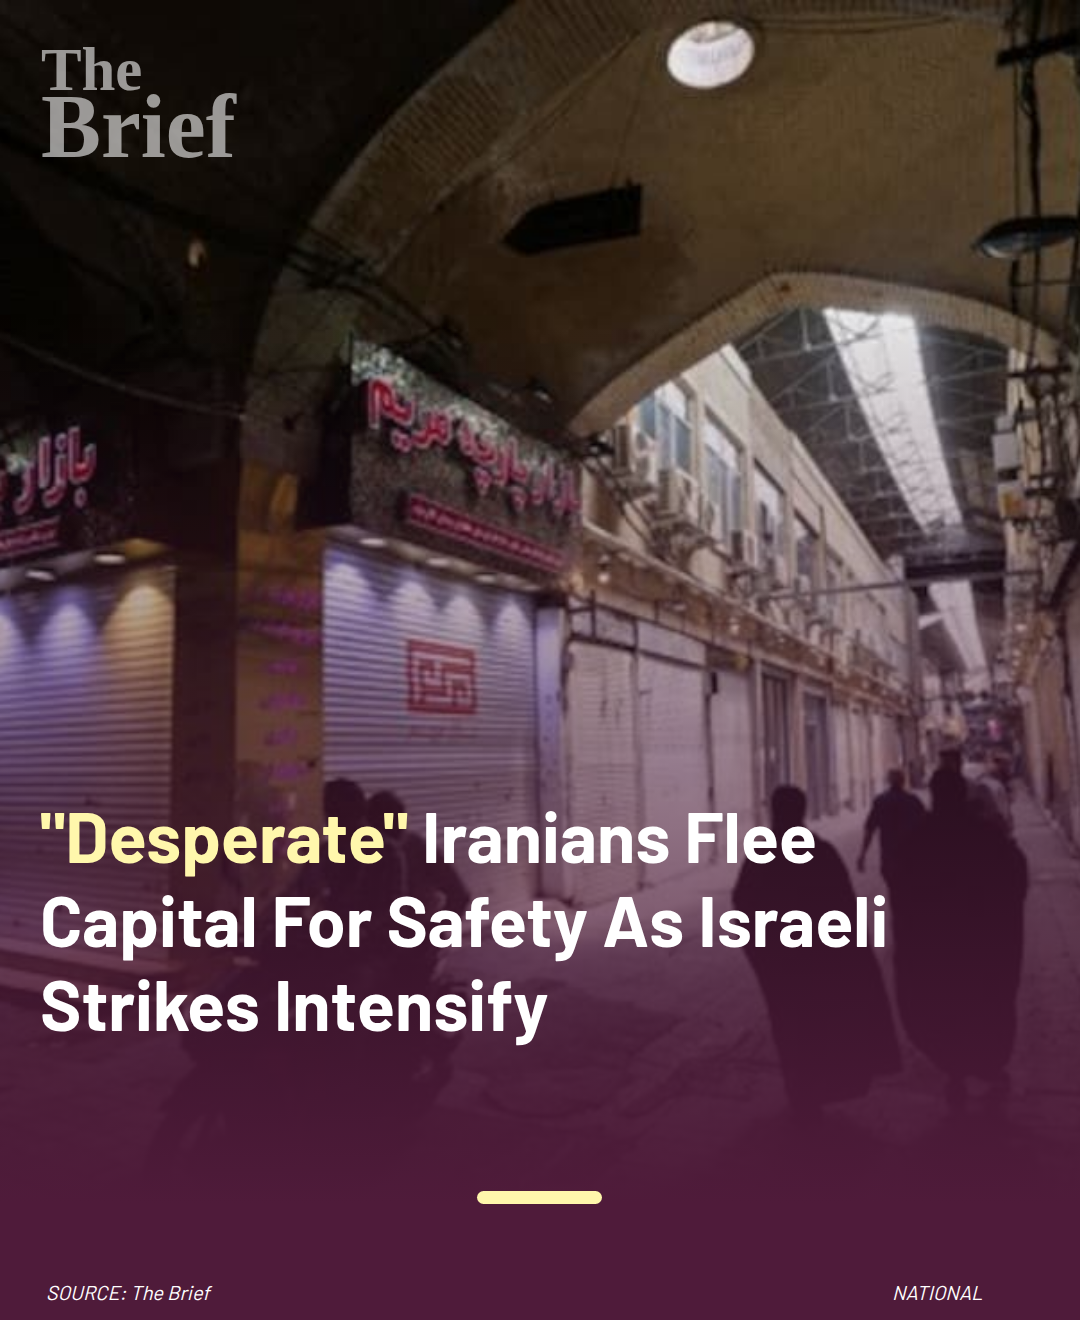 The
Brief
بازار
بازار پارچه مریم
"Desperate" Iranians Flee
Capital For Safety As Israeli
Strikes Intensify
SOURCE: The Brief
NATIONAL